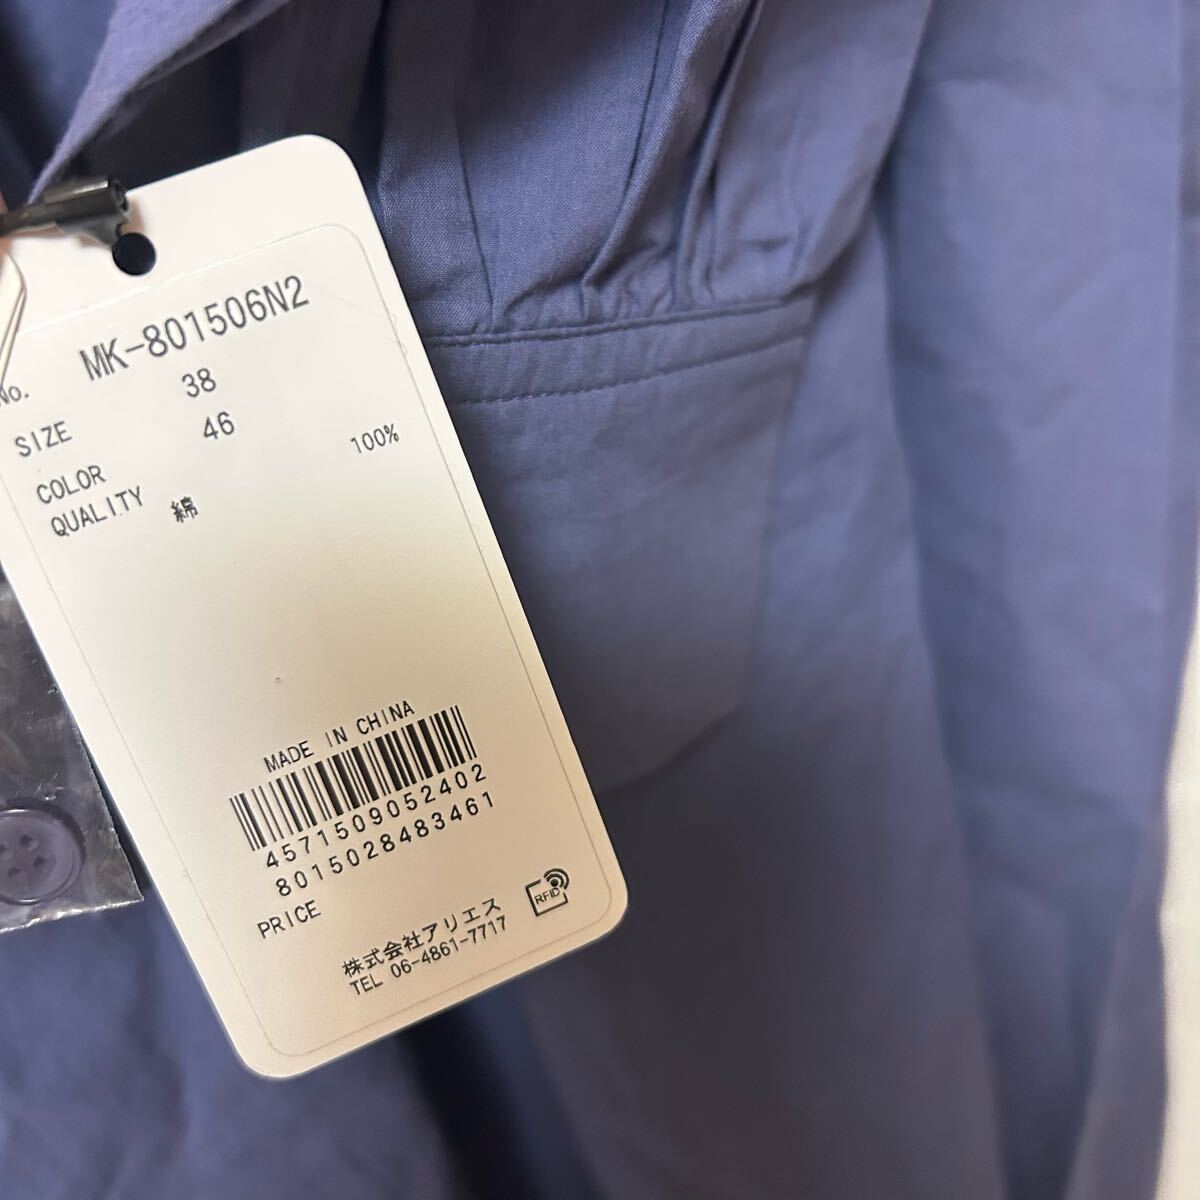 No. MK-801506N2
SIZE 38
COLOR 46
QUALITY 綿 100%
MADE IN CHINA
4571509052402
8015028483461
PRICE
RFID
株式会社アリエス
TEL 06-4861-7717